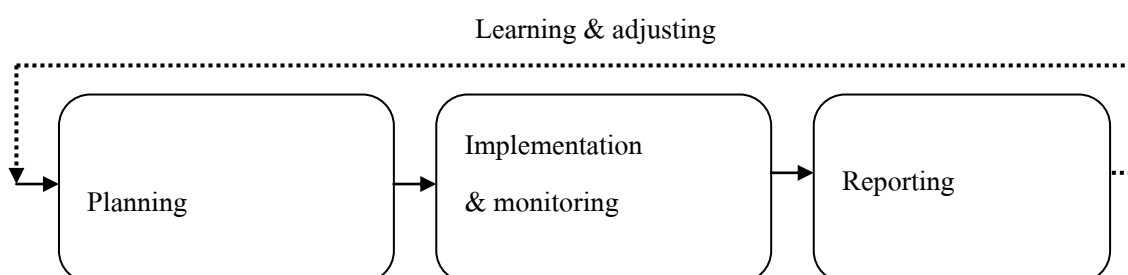 Learning & adjusting
Planning
Implementation
& monitoring
Reporting